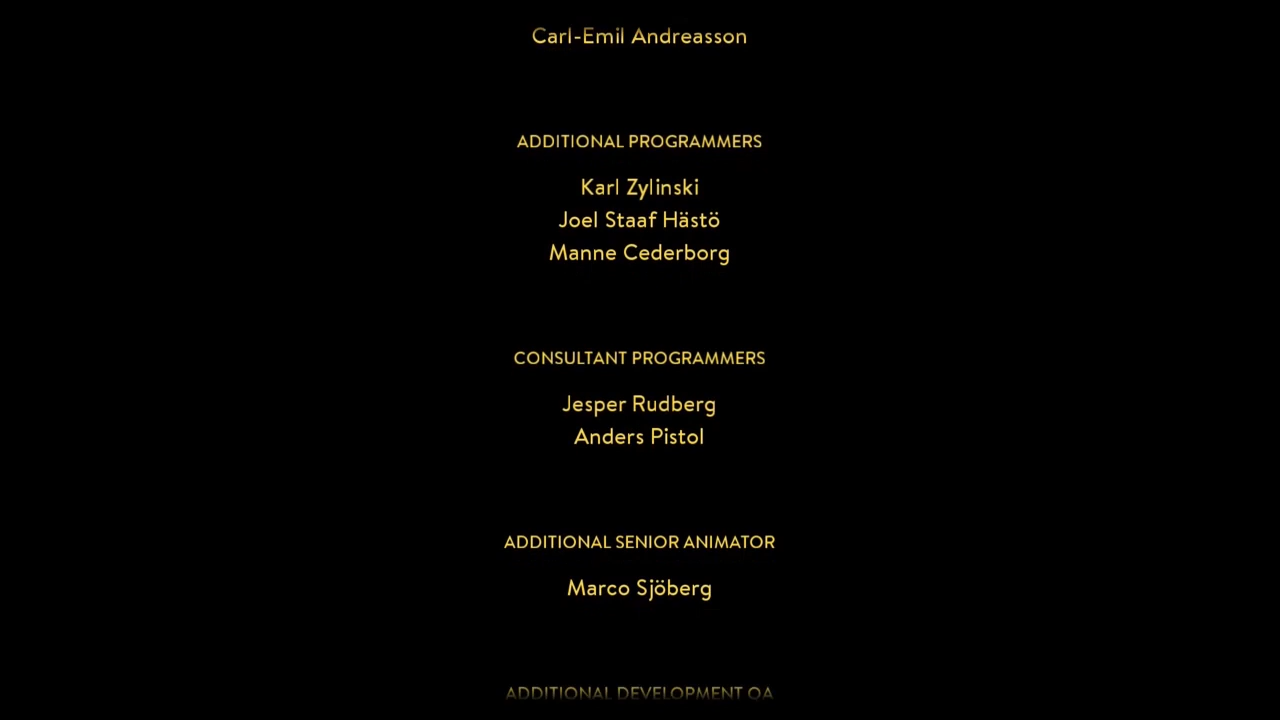 Carl-Emil Andreasson
ADDITIONAL PROGRAMMERS
Karl Zylinski
Joel Staaf Hästö
Manne Cederborg
CONSULTANT PROGRAMMERS
Jesper Rudberg
Anders Pistol
ADDITIONAL SENIOR ANIMATOR
Marco Sjöberg
ADDITIONAL DEVELOPMENT QA